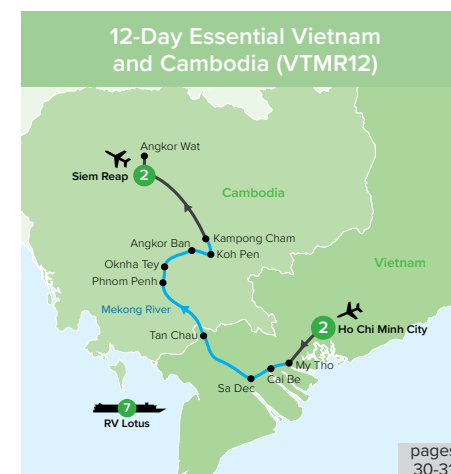 12-Day Essential Vietnam
and Cambodia (VTMR12)
Angkor Wat
Siem Reap 2
Cambodia
Kampong Cham
Angkor Ban
Koh Pen
Oknha Tey
Vietnam
Phnom Penh
Mekong River
2 Ho Chi Minh City
Tan Chau
My Tho
Cai Be
Sa Dec
7
RV Lotus
pages
30-31